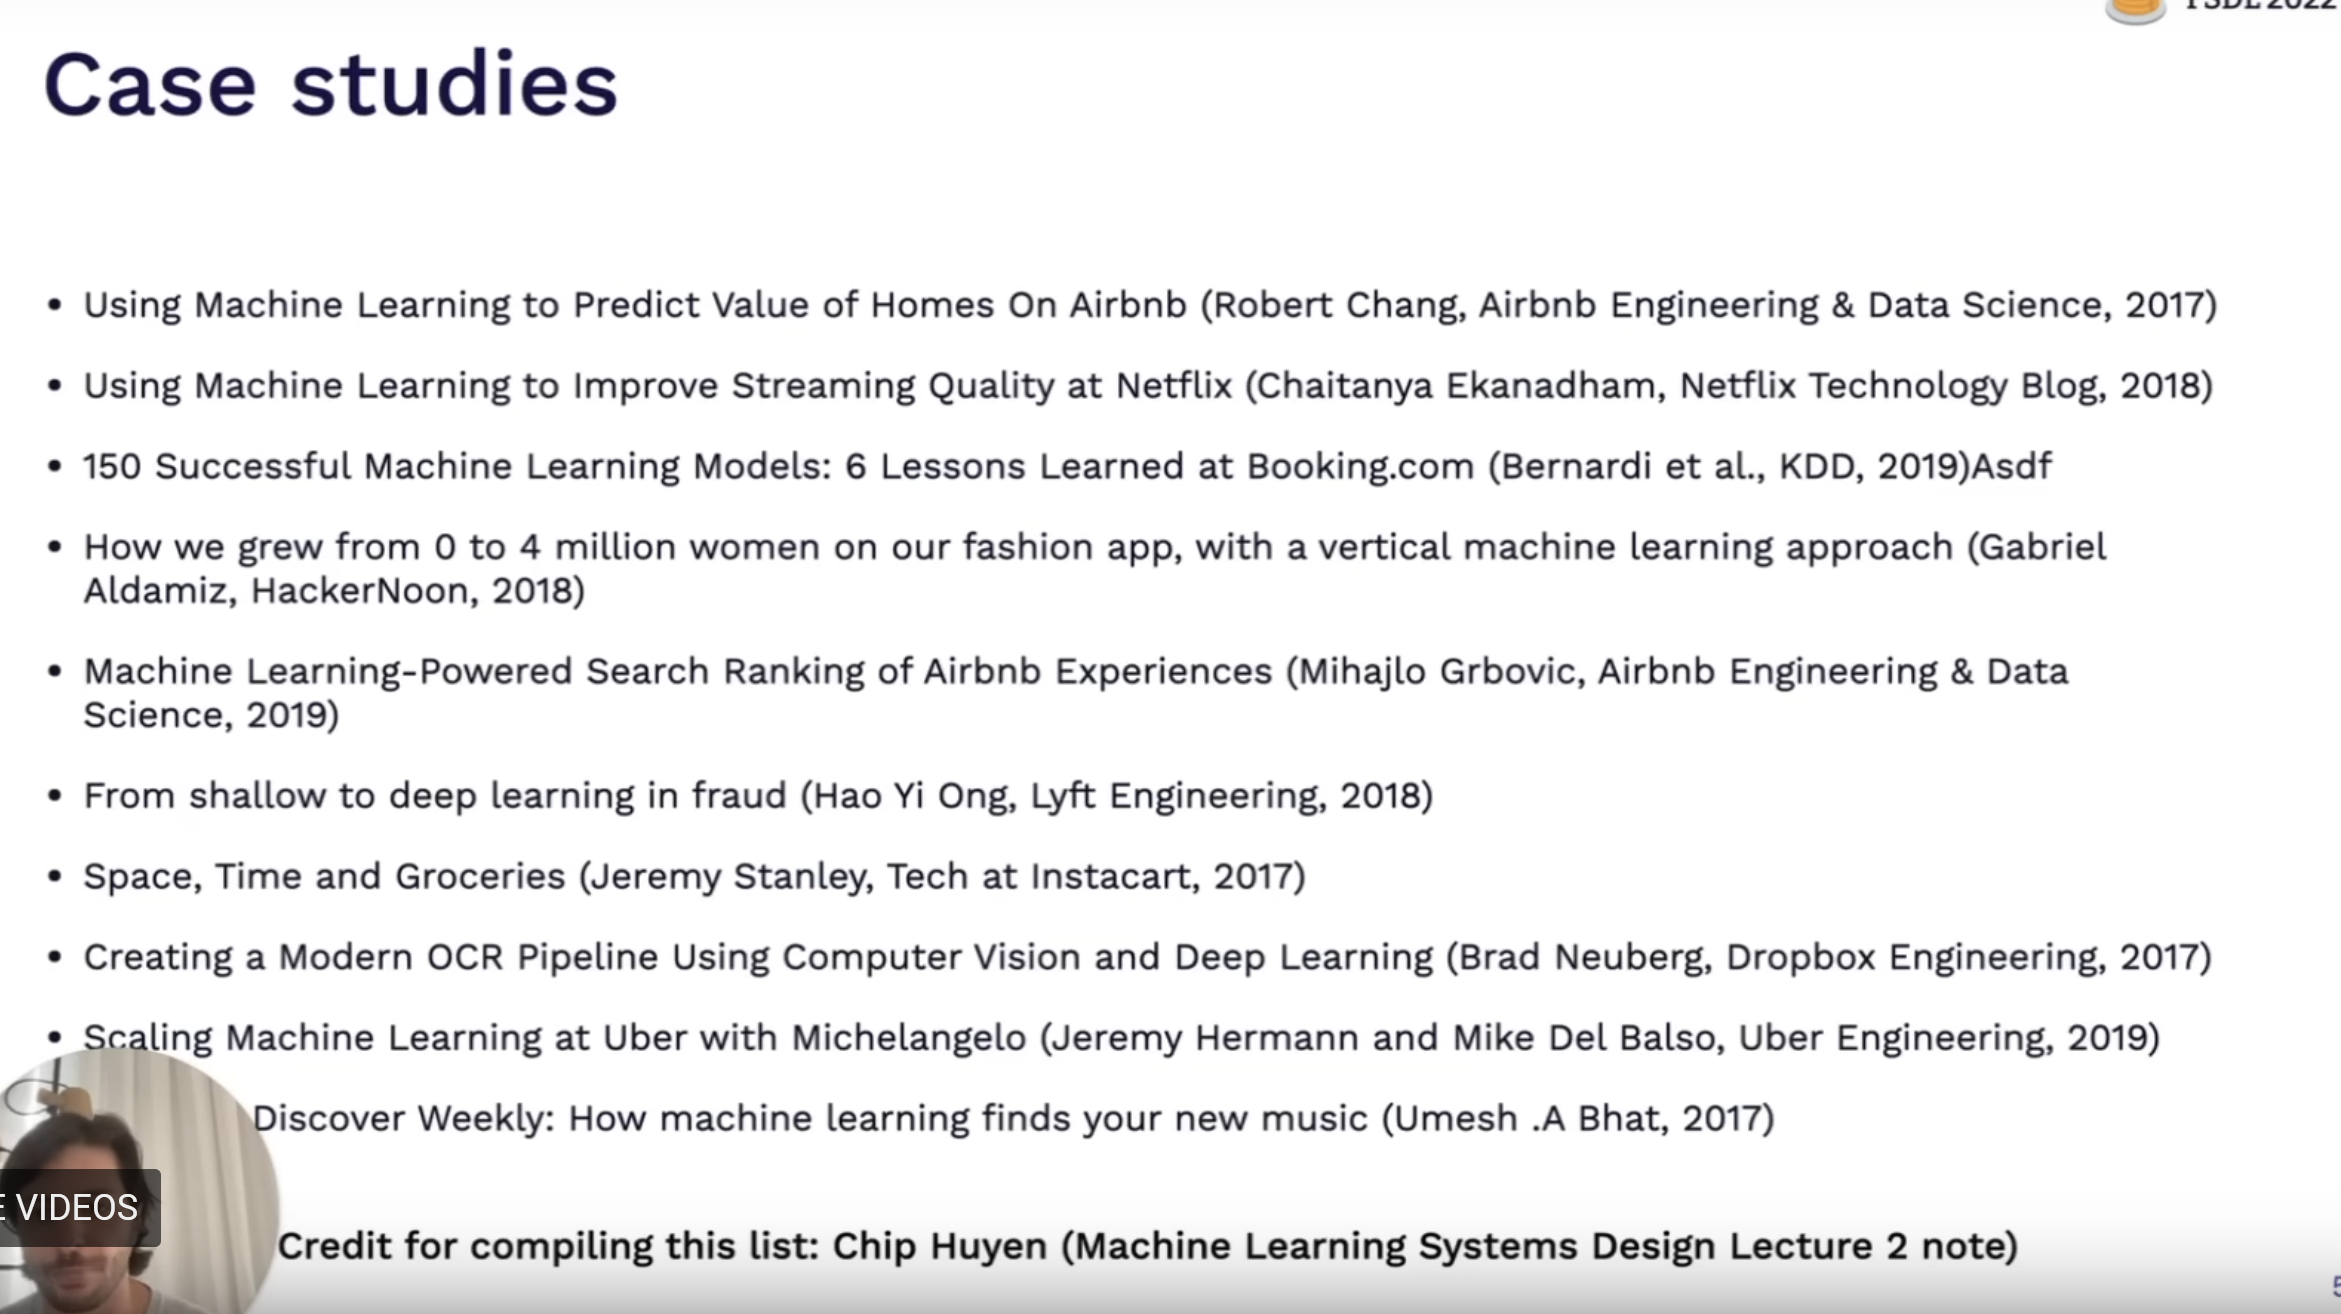 FSDL 2022
Case studies
• Using Machine Learning to Predict Value of Homes On Airbnb (Robert Chang, Airbnb Engineering & Data Science, 2017)
• Using Machine Learning to Improve Streaming Quality at Netflix (Chaitanya Ekanadham, Netflix Technology Blog, 2018)
• 150 Successful Machine Learning Models: 6 Lessons Learned at Booking.com (Bernardi et al., KDD, 2019)Asdf
• How we grew from 0 to 4 million women on our fashion app, with a vertical machine learning approach (Gabriel
Aldamiz, HackerNoon, 2018)
• Machine Learning-Powered Search Ranking of Airbnb Experiences (Mihajlo Grbovic, Airbnb Engineering & Data
Science, 2019)
• From shallow to deep learning in fraud (Hao Yi Ong, Lyft Engineering, 2018)
• Space, Time and Groceries (Jeremy Stanley, Tech at Instacart, 2017)
• Creating a Modern OCR Pipeline Using Computer Vision and Deep Learning (Brad Neuberg, Dropbox Engineering, 2017)
• Scaling Machine Learning at Uber with Michelangelo (Jeremy Hermann and Mike Del Balso, Uber Engineering, 2019)
Discover Weekly: How machine learning finds your new music (Umesh .A Bhat, 2017)
E VIDEOS
Credit for compiling this list: Chip Huyen (Machine Learning Systems Design Lecture 2 note)